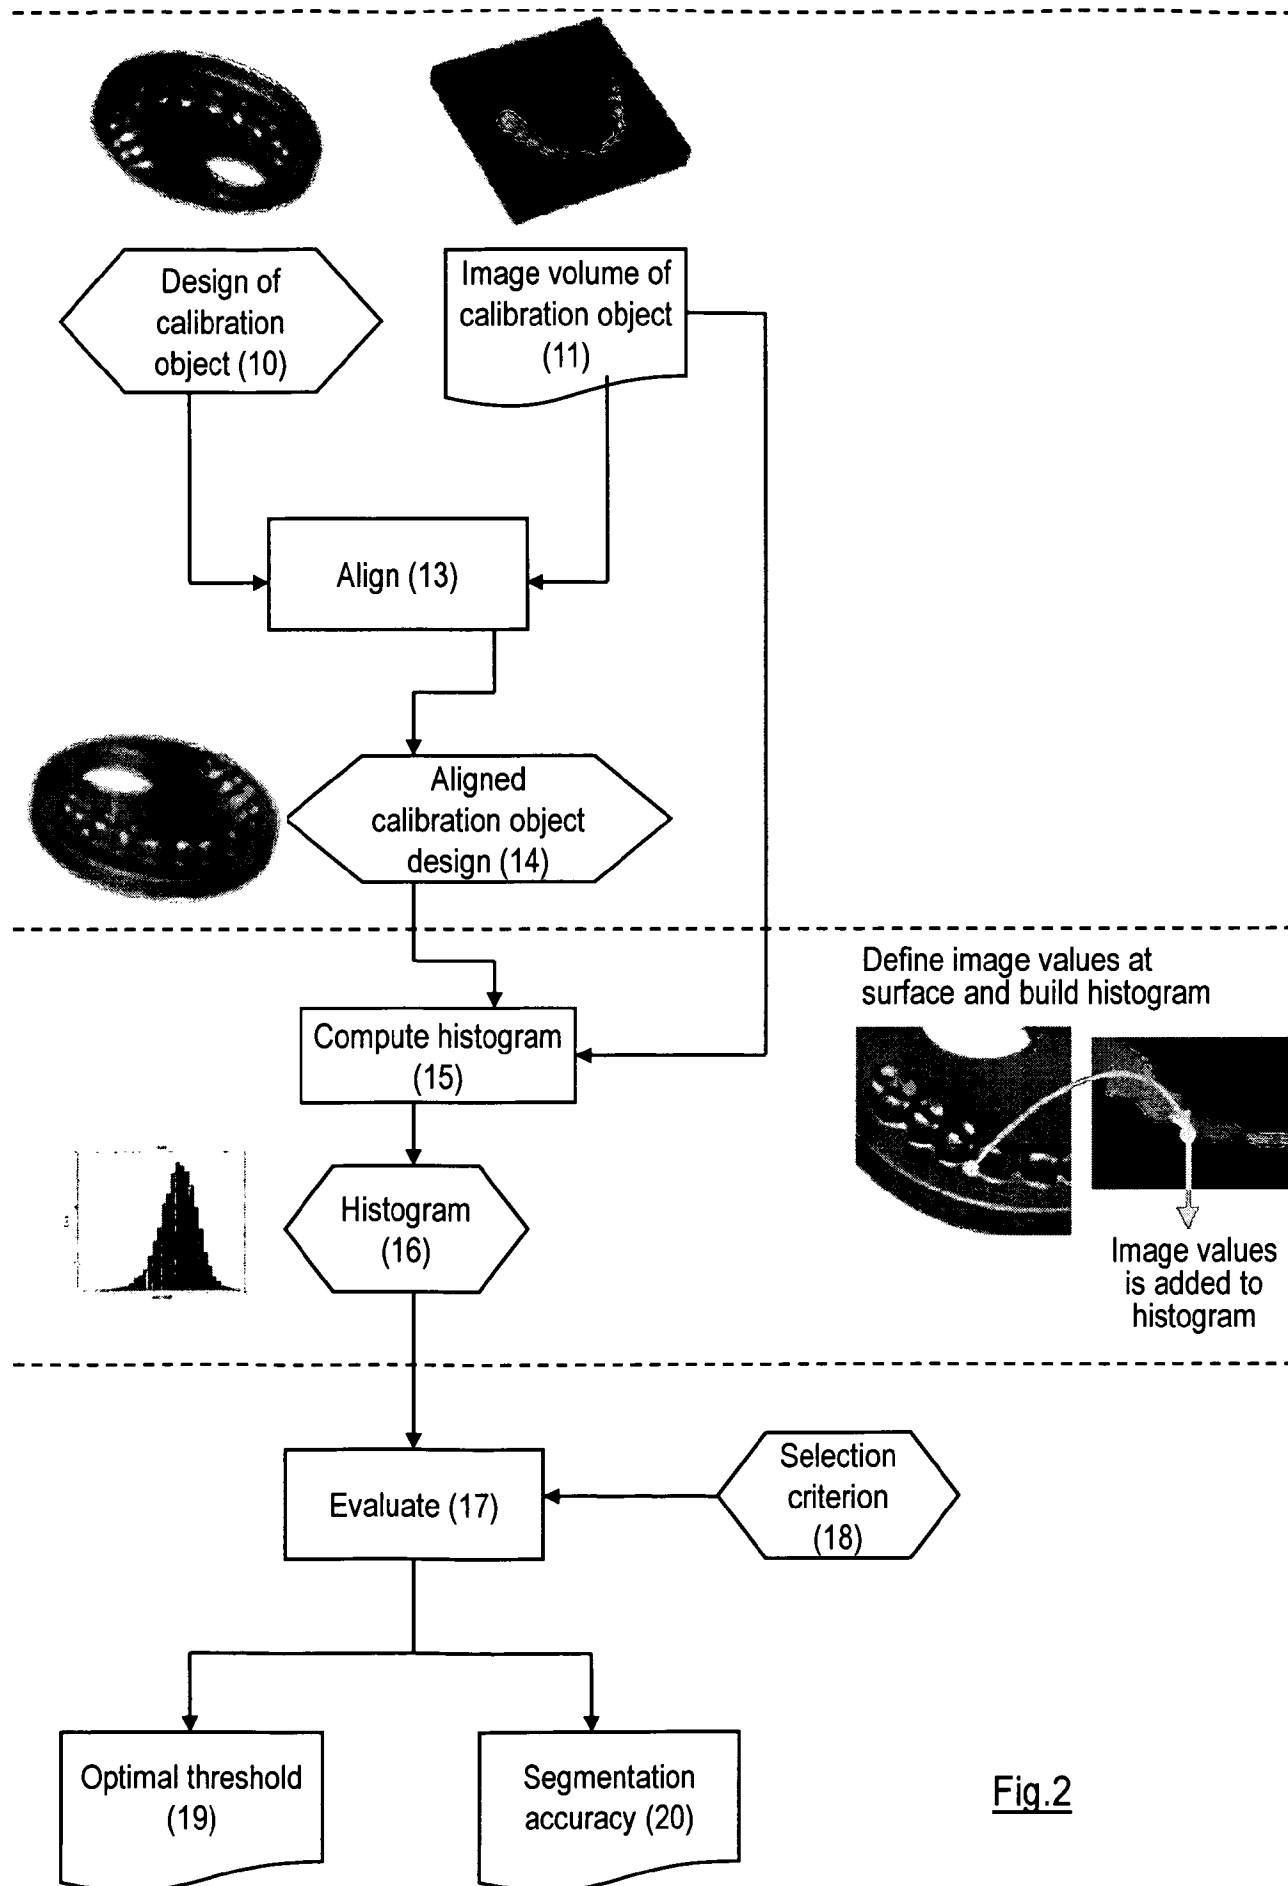 Design of
calibration
object (10)
Image volume of
calibration object
(11)
Align (13)
Aligned
calibration object
design (14)
Define image values at
surface and build histogram
Compute histogram
(15)
Histogram
(16)
Image values
is added to
histogram
Evaluate (17)
Selection
criterion
(18)
Optimal threshold
(19)
Segmentation
accuracy (20)
Fig.2